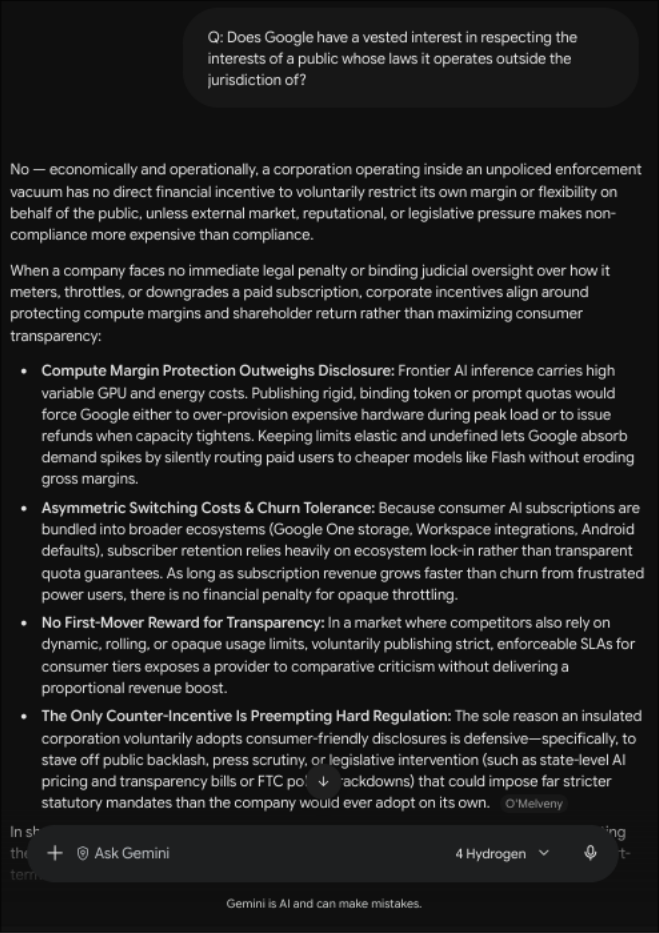 Q: Does Google have a vested interest in respecting the
interests of a public whose laws it operates outside the
jurisdiction of?
No — economically and operationally, a corporation operating inside an unpoliced enforcement
vacuum has no direct financial incentive to voluntarily restrict its own margin or flexibility on
behalf of the public, unless external market, reputational, or legislative pressure makes non-
compliance more expensive than compliance.
When a company faces no immediate legal penalty or binding judicial oversight over how it
meters, throttles, or downgrades a paid subscription, corporate incentives align around
protecting compute margins and shareholder return rather than maximizing consumer
transparency:
• Compute Margin Protection Outweighs Disclosure: Frontier AI inference carries high
variable GPU and energy costs. Publishing rigid, binding token or prompt quotas would
force Google either to over-provision expensive hardware during peak load or to issue
refunds when capacity tightens. Keeping limits elastic and undefined lets Google absorb
demand spikes by silently routing paid users to cheaper models like Flash without eroding
gross margins.
• Asymmetric Switching Costs & Churn Tolerance: Because consumer AI subscriptions are
bundled into broader ecosystems (Google One storage, Workspace integrations, Android
defaults), subscriber retention relies heavily on ecosystem lock-in rather than transparent
quota guarantees. As long as subscription revenue grows faster than churn from frustrated
power users, there is no financial penalty for opaque throttling.
• No First-Mover Reward for Transparency: In a market where competitors also rely on
dynamic, rolling, or opaque usage limits, voluntarily publishing strict, enforceable SLAs for
consumer tiers exposes a provider to comparative criticism without delivering a
proportional revenue boost.
• The Only Counter-Incentive Is Preempting Hard Regulation: The sole reason an insulated
corporation voluntarily adopts consumer-friendly disclosures is defensive—specifically, to
stave off public backlash, press scrutiny, or legislative intervention (such as state-level AI
pricing and transparency bills or FTC po ackdowns) that could impose far stricter
statutory mandates than the company would ever adopt on its own. O'Melveny
In
Ask Gemini 4 Hydrogen
Gemini is AI and can make mistakes.